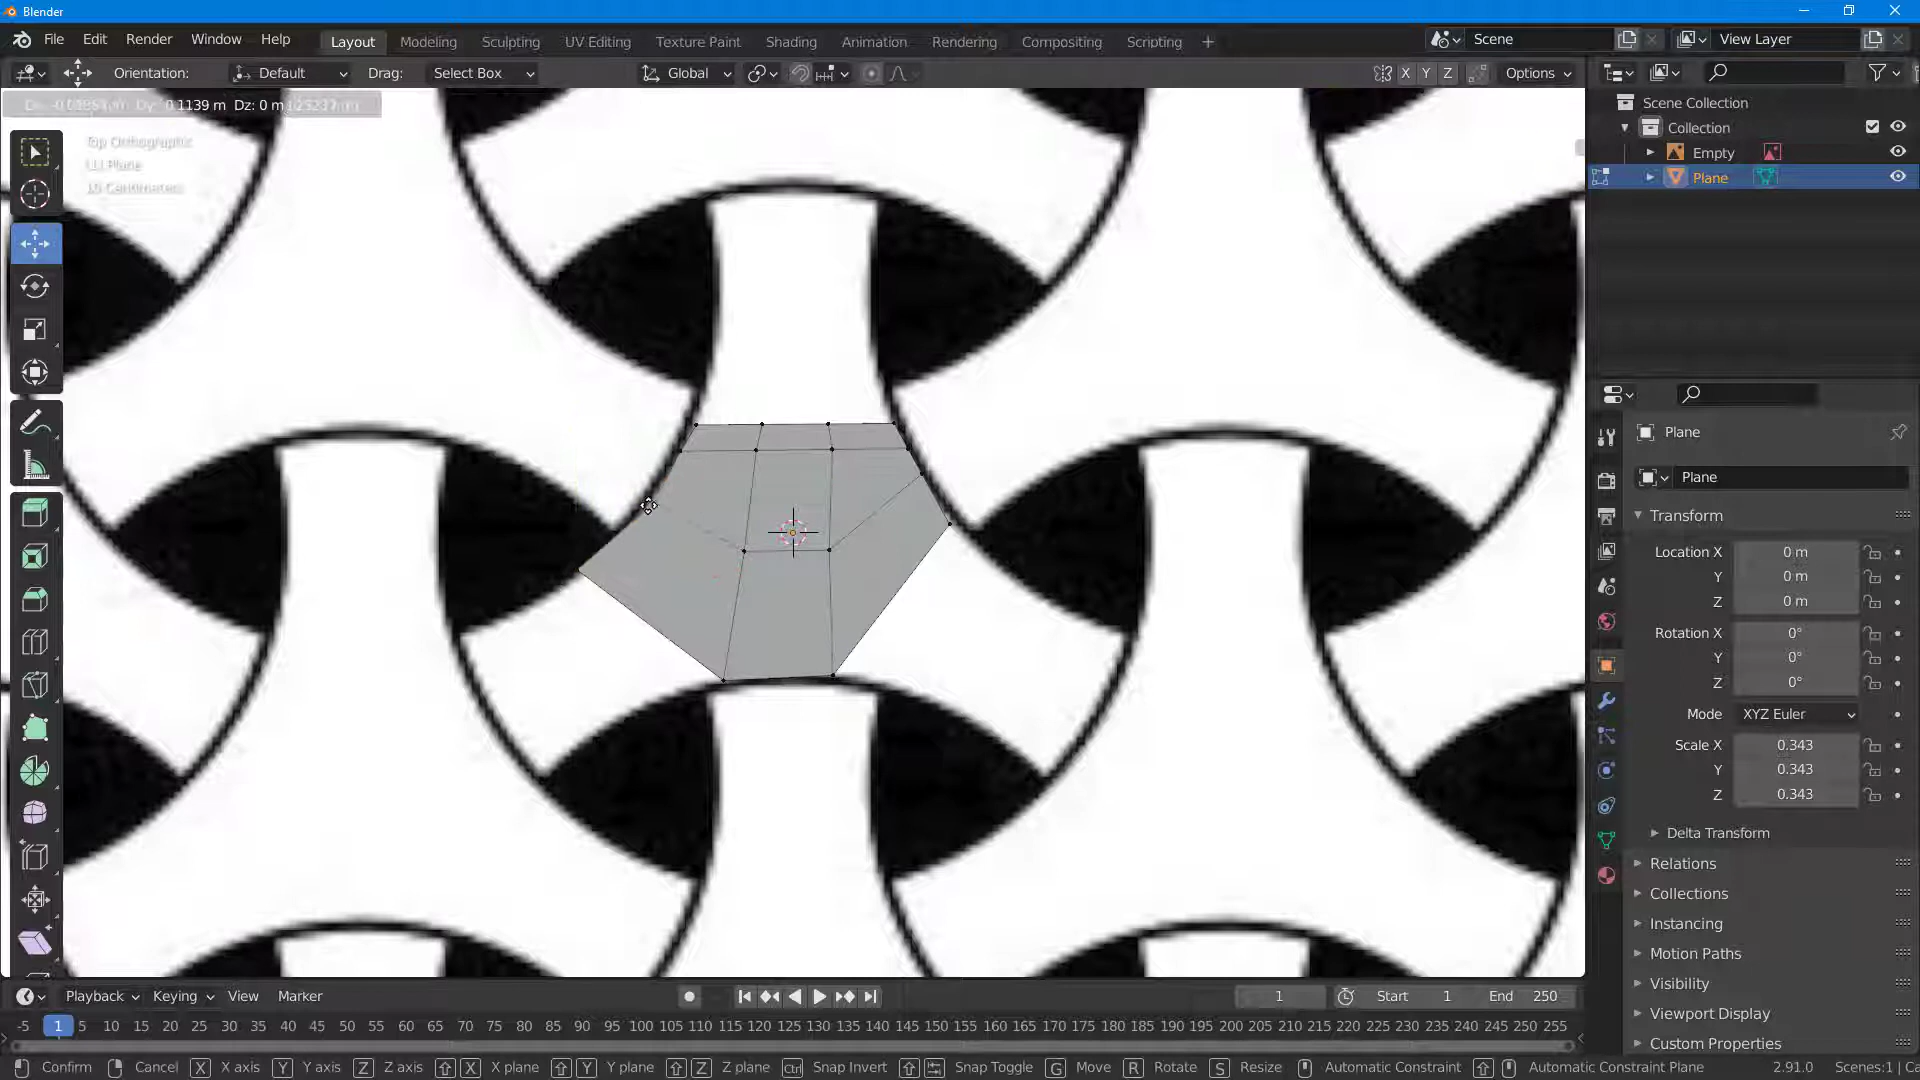 Blender
File Edit Render Window Help Layout Modeling Sculpting UV Editing Texture Paint Shading Animation Rendering Compositing Scripting + Scene View Layer
Orientation: Default Drag: Select Box Global X Y Z Options
0.1139 m Dz: 0 m
Top Orthographic
10 Centimeters
Scene Collection
Collection
Empty
Plane
Plane
Plane
Transform
Location X 0 m
Y 0 m
Z 0 m
Rotation X 0°
Y 0°
Z 0°
Mode XYZ Euler
Scale X 0.343
Y 0.343
Z 0.343
Delta Transform
Relations
Collections
Instancing
Motion Paths
Visibility
Viewport Display
Custom Properties
Playback Keying View Marker 1 Start 1 End 250
-5 1 5 10 15 20 25 30 35 40 45 50 55 60 65 70 75 80 85 90 95 100 105 110 115 120 125 130 135 140 145 150 155 160 165 170 175 180 185 190 195 200 205 210 215 220 225 230 235 240 245 250 255
Confirm Cancel X X axis Y Y axis Z Z axis X X plane Y Y plane Z Z plane Ctrl Snap Invert Snap Toggle G Move R Rotate S Resize Automatic Constraint Automatic Constraint Plane 2.91.0 Scenes:1 | Ca